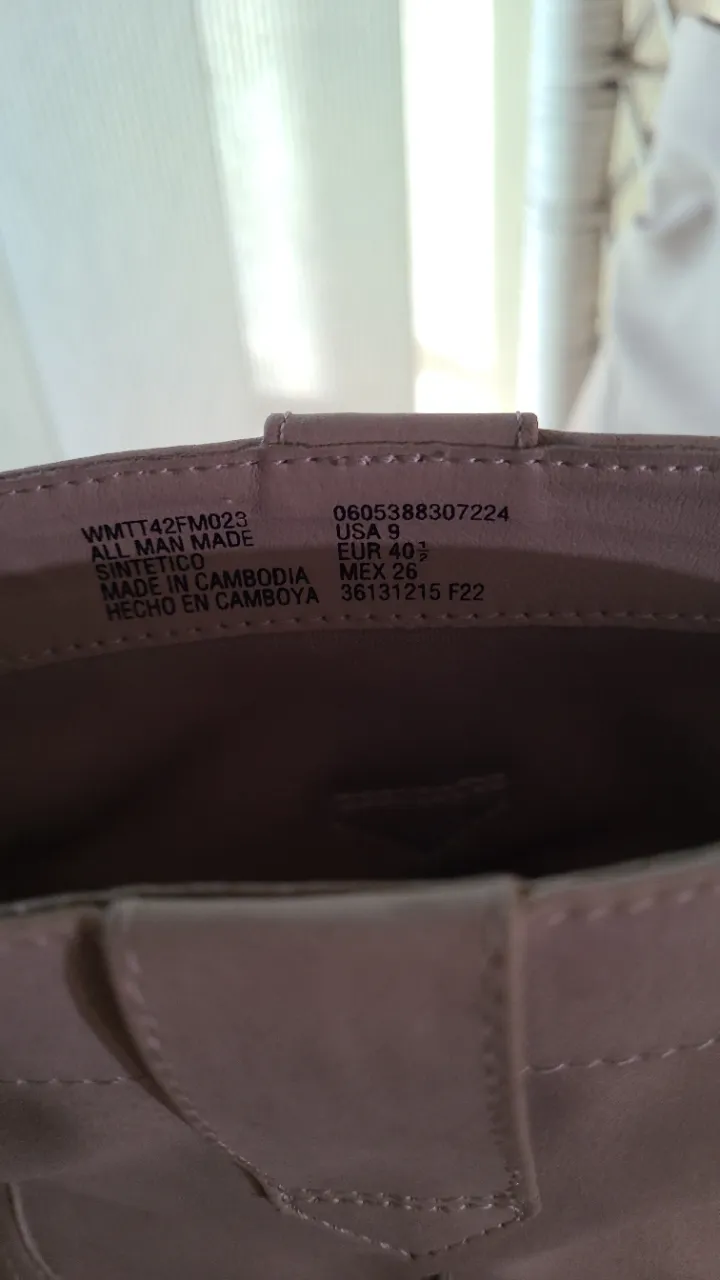 WMTT42FM023
ALL MAN MADE
SINTETICO
MADE IN CAMBODIA
HECHO EN CAMBOYA
0605388307224
USA 9
EUR 40½
MEX 26
36131215 F22